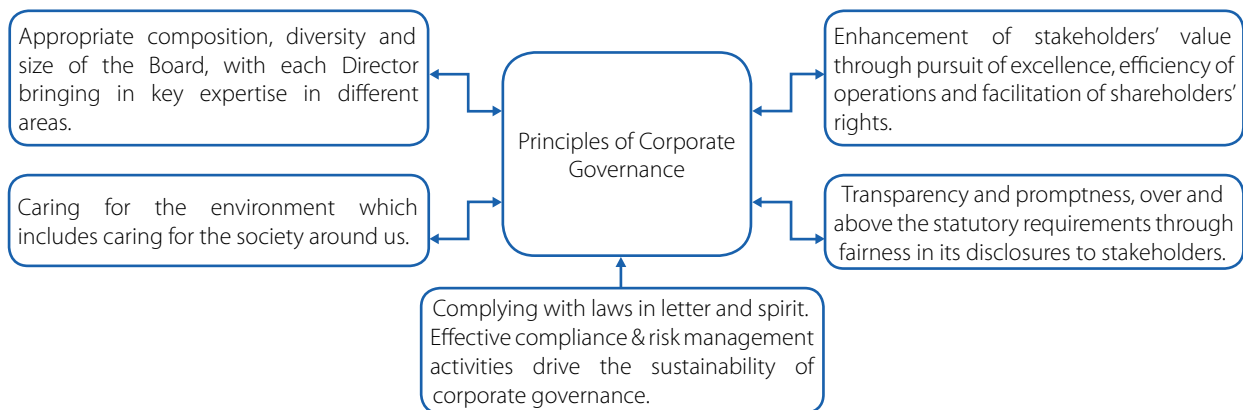 Appropriate composition, diversity and
size of the Board, with each Director
bringing in key expertise in different
areas.
Enhancement of stakeholders’ value
through pursuit of excellence, efficiency of
operations and facilitation of shareholders’
rights.
Principles of Corporate
Governance
Caring for the environment which
includes caring for the society around us.
Transparency and promptness, over and
above the statutory requirements through
fairness in its disclosures to stakeholders.
Complying with laws in letter and spirit.
Effective compliance & risk management
activities drive the sustainability of
corporate governance.